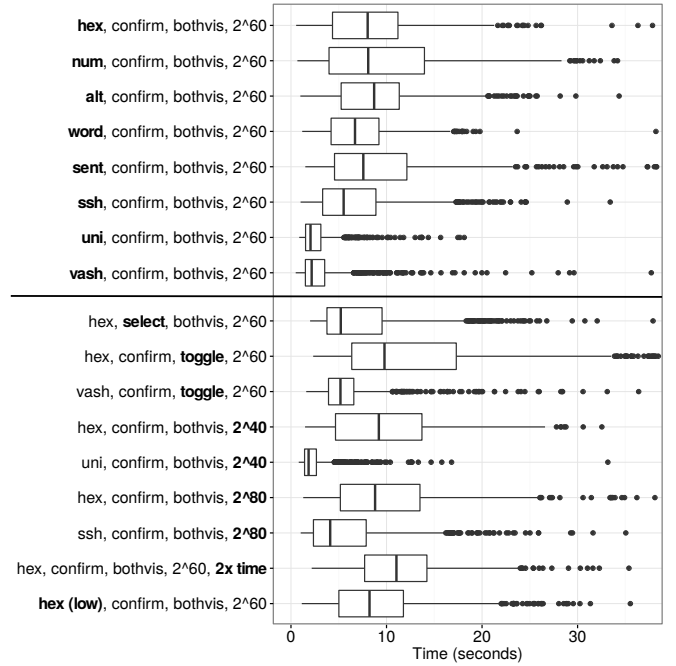 hex, confirm, bothvis, 2^60
num, confirm, bothvis, 2^60
alt, confirm, bothvis, 2^60
word, confirm, bothvis, 2^60
sent, confirm, bothvis, 2^60
ssh, confirm, bothvis, 2^60
uni, confirm, bothvis, 2^60
vash, confirm, bothvis, 2^60
hex, select, bothvis, 2^60
hex, confirm, toggle, 2^60
vash, confirm, toggle, 2^60
hex, confirm, bothvis, 2^40
uni, confirm, bothvis, 2^40
hex, confirm, bothvis, 2^80
ssh, confirm, bothvis, 2^80
hex, confirm, bothvis, 2^60, 2x time
hex (low), confirm, bothvis, 2^60
0 10 20 30
Time (seconds)